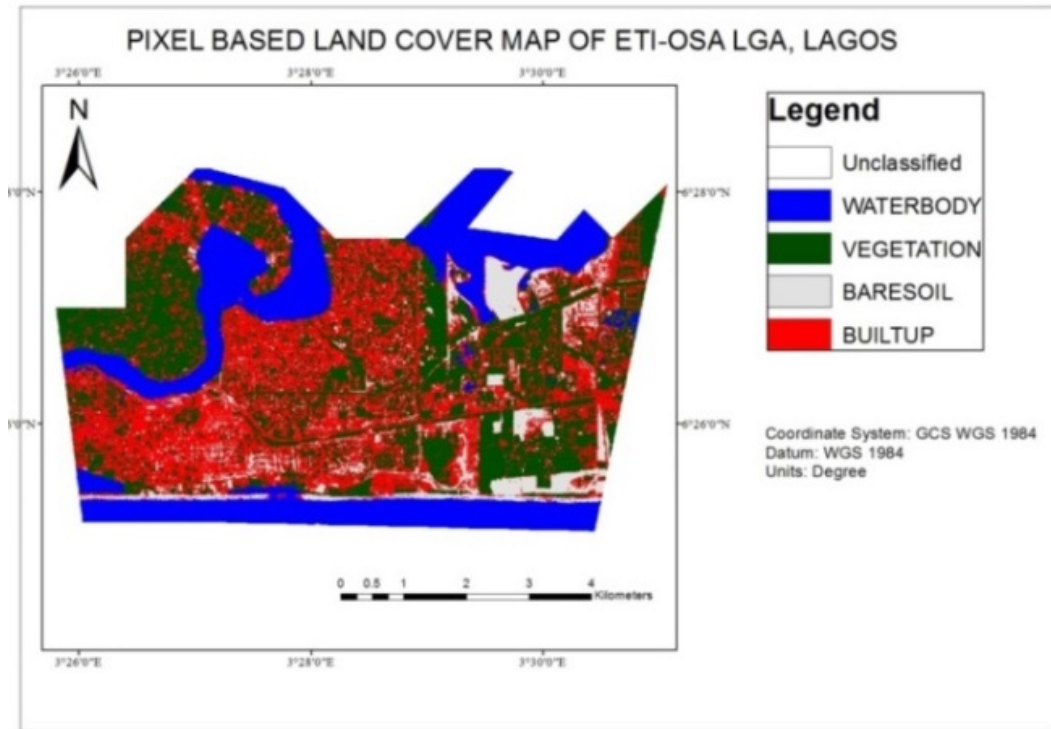 PIXEL BASED LAND COVER MAP OF ETI-OSA LGA, LAGOS
3°26'0"E 3°28'0"E 3°30'0"E
N
Legend
Unclassified
WATERBODY
VEGETATION
BARESOIL
BUILTUP
6°28'0"N
6°26'0"N
Coordinate System: GCS WGS 1984
Datum: WGS 1984
Units: Degree
0 0.5 1 2 3 4
Kilometers
3°26'0"E 3°28'0"E 3°30'0"E